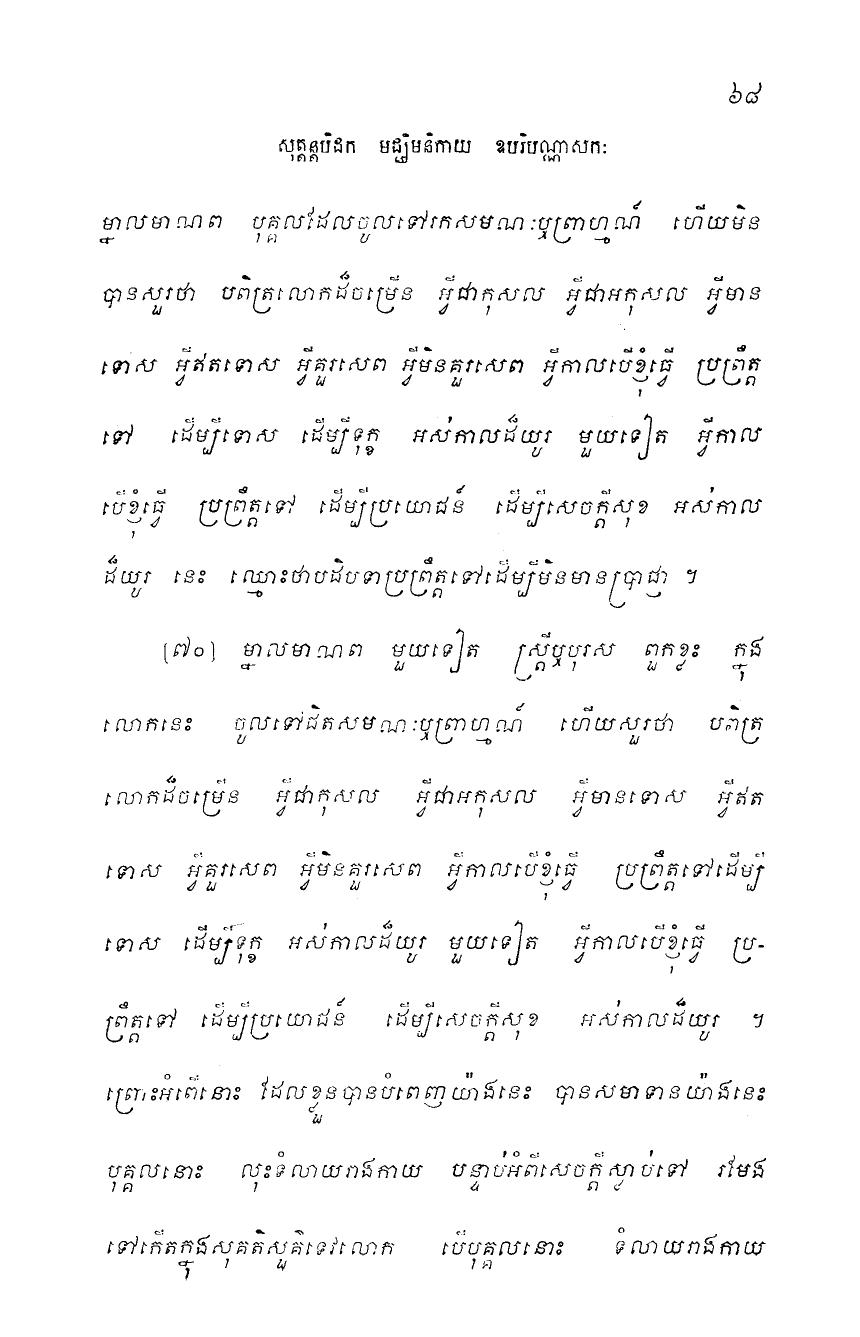 ៦៨
សុត្តន្តបិដក មជ្ឈិមនិកាយ ឧបរិបណ្ណាសកៈ
ម្នាលមាណព បុគ្គលដែលចូលទៅរកសមណៈឬព្រាហ្មណ៍ ហើយមិន
បានសួរថា បពិត្រលោកដ៏ចម្រើន អ្វីជាកុសល អ្វីជាអកុសល អ្វីមាន
ទោស អ្វីឥតទោស អ្វីគួរសេព អ្វីមិនគួរសេព អ្វីកាលបើខ្ញុំធ្វើ ប្រព្រឹត្ត
ទៅ ដើម្បីទោស ដើម្បីទុក្ខ អស់កាលដ៏យូរ មួយទៀត អ្វីកាល
បើខ្ញុំធ្វើ ប្រព្រឹត្តទៅ ដើម្បីប្រយោជន៍ ដើម្បីសេចក្តីសុខ អស់កាល
ដ៏យូរ នេះ ឈ្មោះថាបដិបទាប្រព្រឹត្តទៅដើម្បីមិនមានប្រាជ្ញា ។
[៧០] ម្នាលមាណព មួយទៀត ស្ត្រីឬបុរស ពួកខ្លះ ក្នុង
លោកនេះ ចូលទៅជិតសមណៈឬព្រាហ្មណ៍ ហើយសួរថា បពិត្រ
លោកដ៏ចម្រើន អ្វីជាកុសល អ្វីជាអកុសល អ្វីមានទោស អ្វីឥត
ទោស អ្វីគួរសេព អ្វីមិនគួរសេព អ្វីកាលបើខ្ញុំធ្វើ ប្រព្រឹត្តទៅដើម្បី
ទោស ដើម្បីទុក្ខ អស់កាលដ៏យូរ មួយទៀត អ្វីកាលបើខ្ញុំធ្វើ ប្រ-
ព្រឹត្តទៅ ដើម្បីប្រយោជន៍ ដើម្បីសេចក្តីសុខ អស់កាលដ៏យូរ ។
ព្រោះអំពើនោះ ដែលខ្លួនបានបំពេញយ៉ាងនេះ បានសមាទានយ៉ាងនេះ
បុគ្គលនោះ លុះទំលាយរាងកាយ បន្ទាប់អំពីសេចក្តីស្លាប់ទៅ រមែង
ទៅកើតក្នុងសុគតិសួគ៌ទេវលោក បើបុគ្គលនោះ ទំលាយរាងកាយ